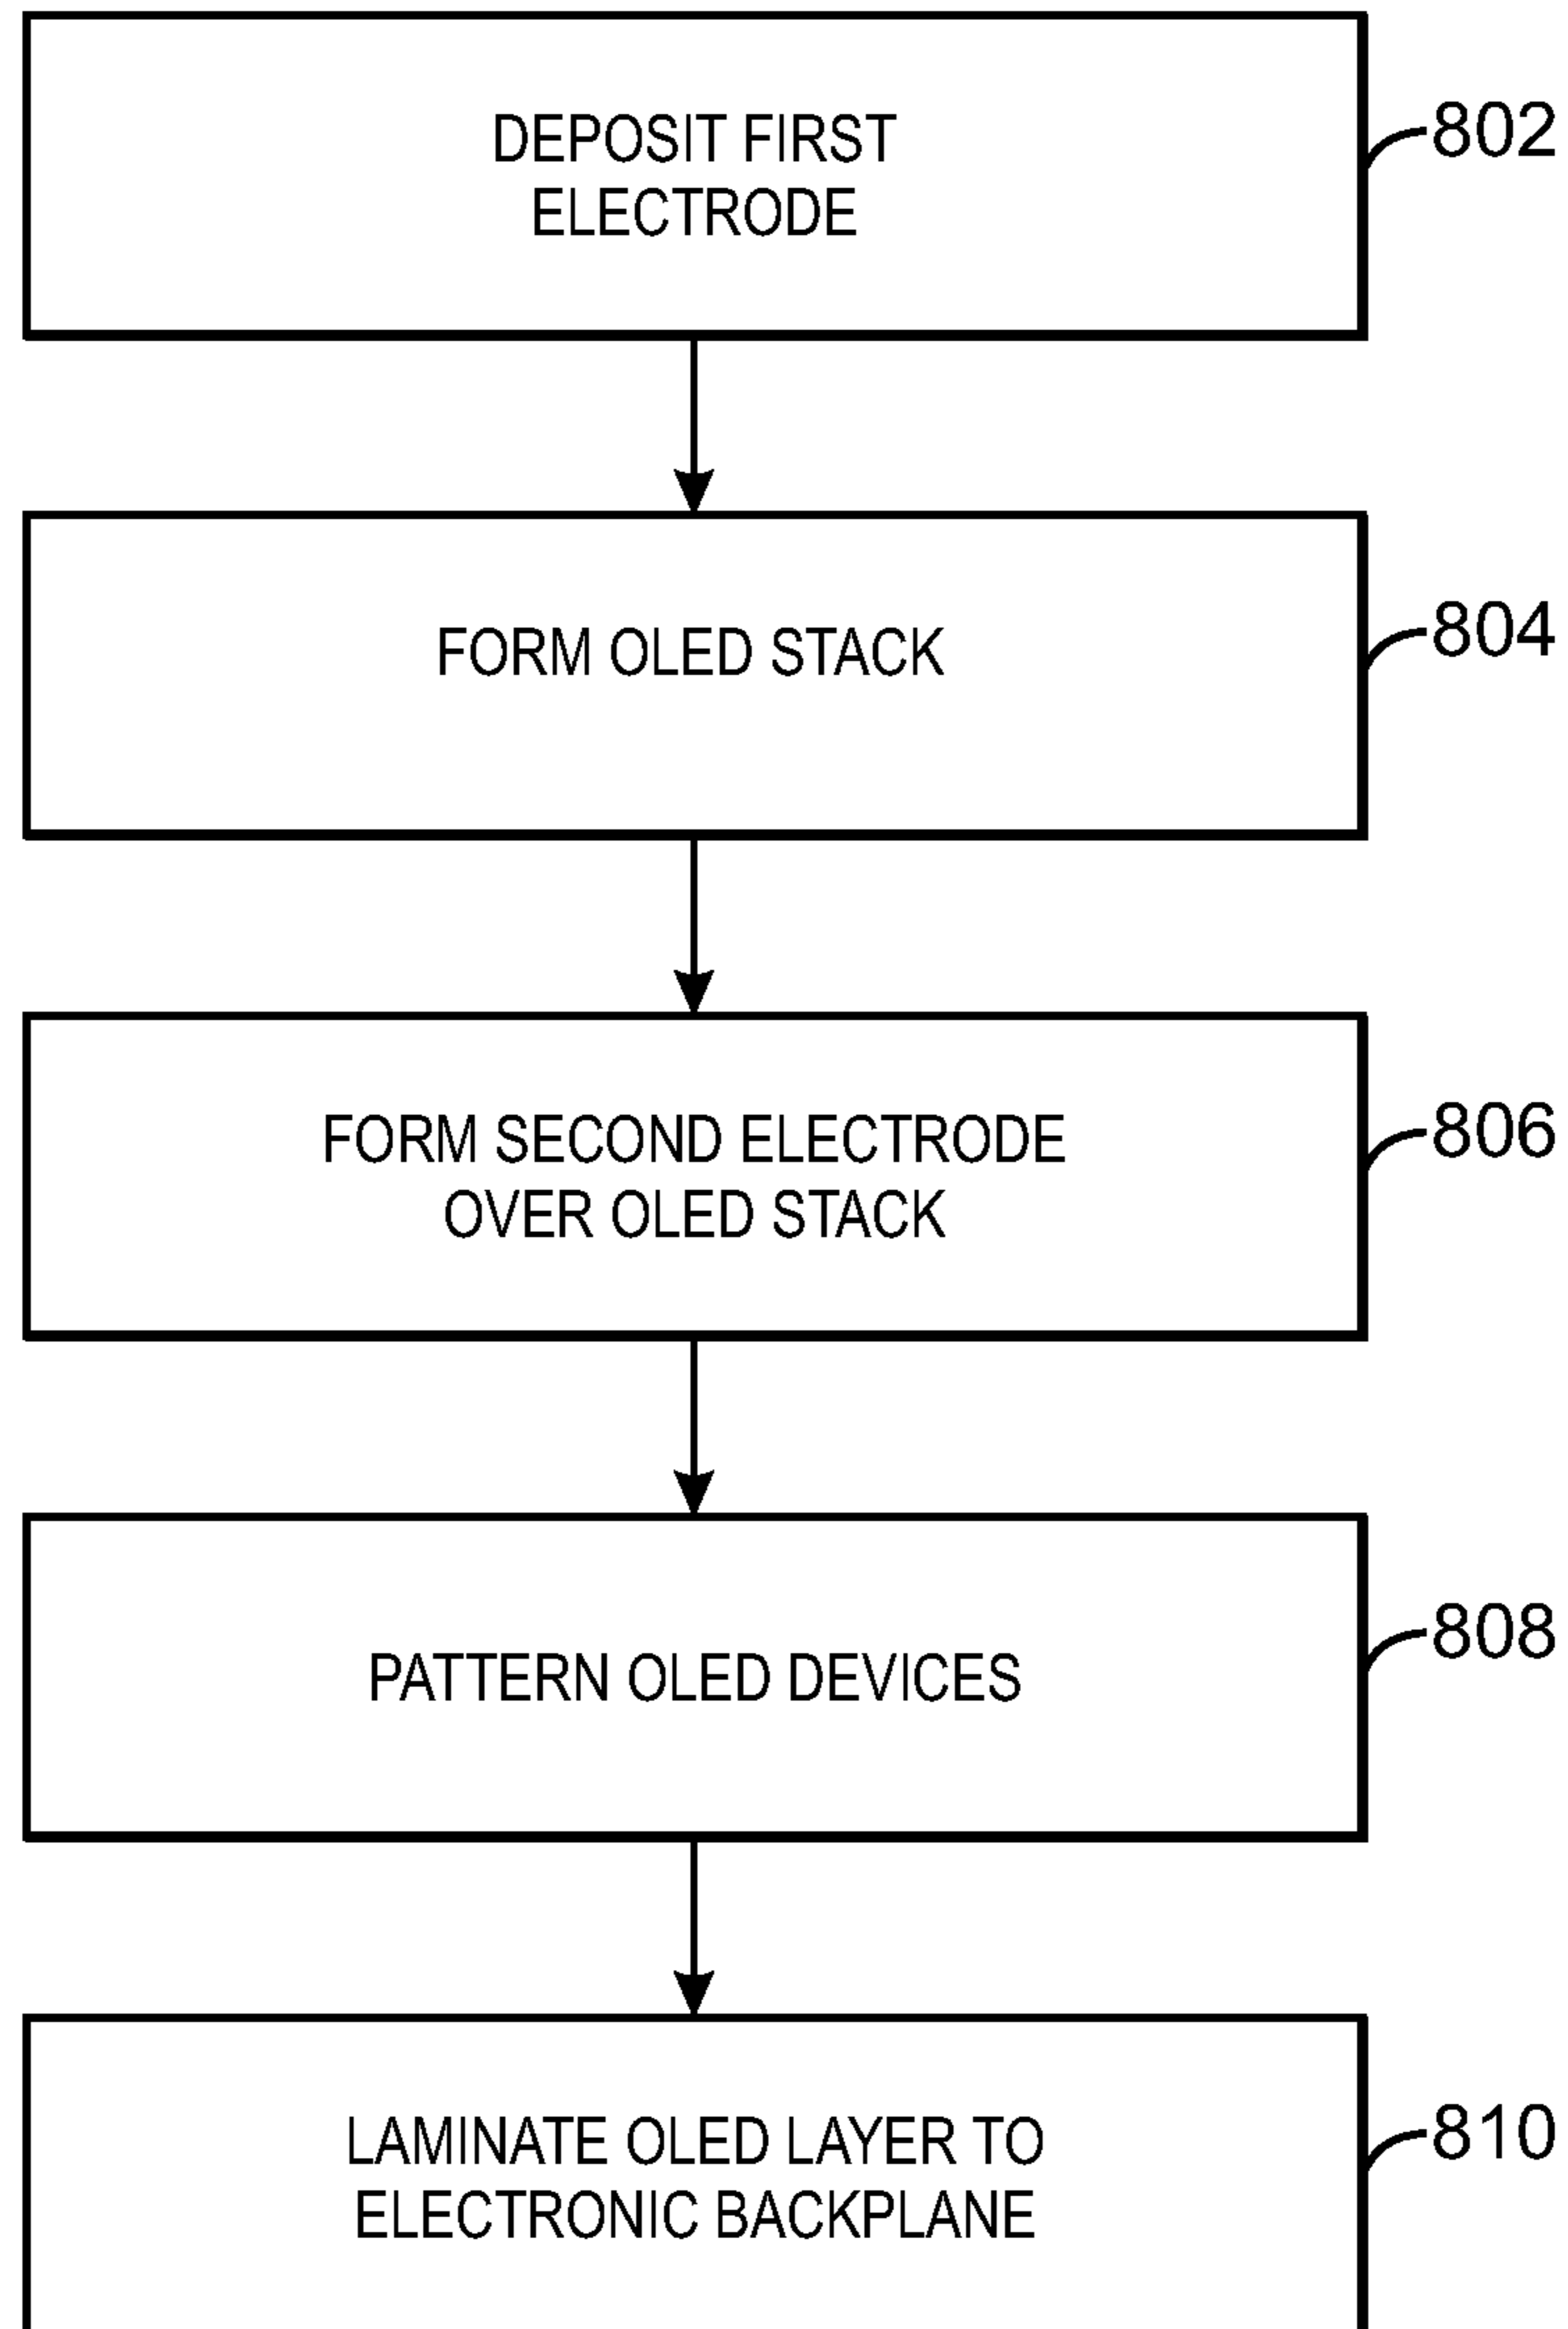 DEPOSIT FIRST
ELECTRODE
802
FORM OLED STACK
804
FORM SECOND ELECTRODE
OVER OLED STACK
806
PATTERN OLED DEVICES
808
LAMINATE OLED LAYER TO
ELECTRONIC BACKPLANE
810